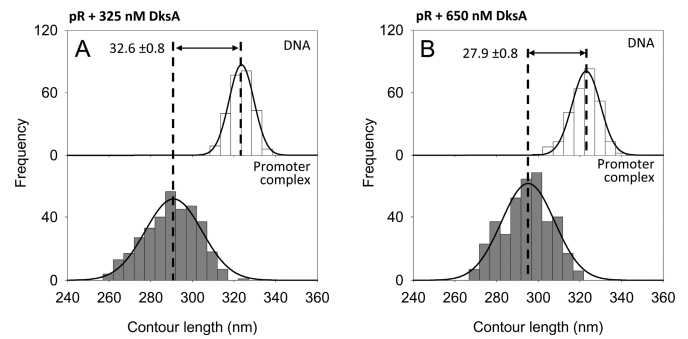 pR + 325 nM DksA
A
32.6 ±0.8
DNA
120
60
0
Frequency
Promoter
complex
40
0
240 260 280 300 320 340 360
Contour length (nm)
pR + 650 nM DksA
B
27.9 ±0.8
DNA
120
60
0
Frequency
Promoter
complex
40
0
240 260 280 300 320 340 360
Contour length (nm)